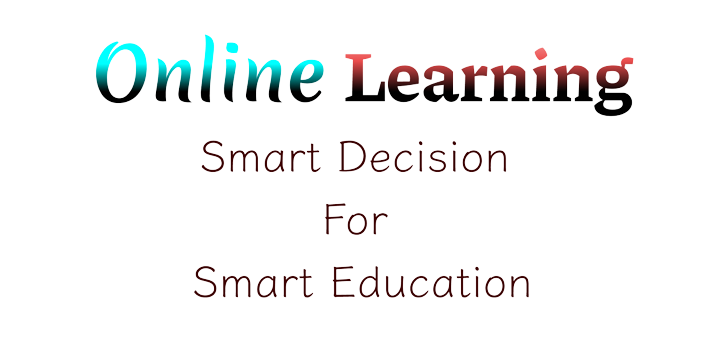 Online Learning
Smart Decision
For
Smart Education